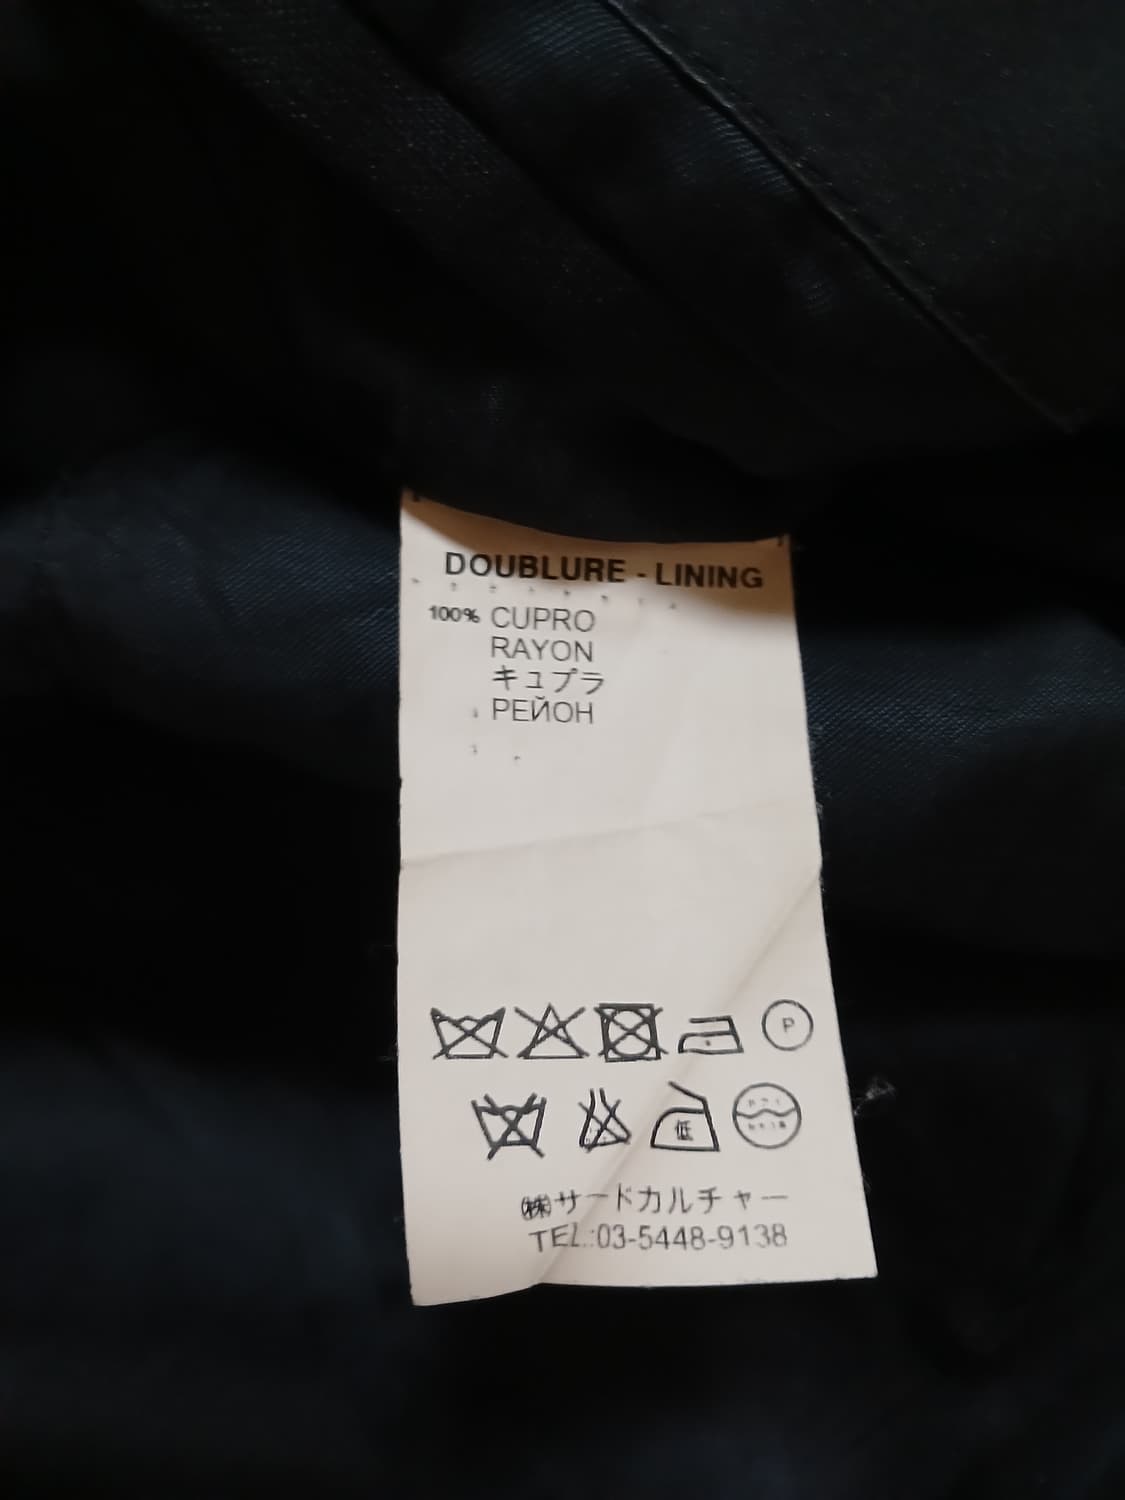 DOUBLURE - LINING
100% CUPRO
RAYON
キュプラ
РЕЙОН
P
低
㈱サードカルチャー
TEL.:03-5448-9138